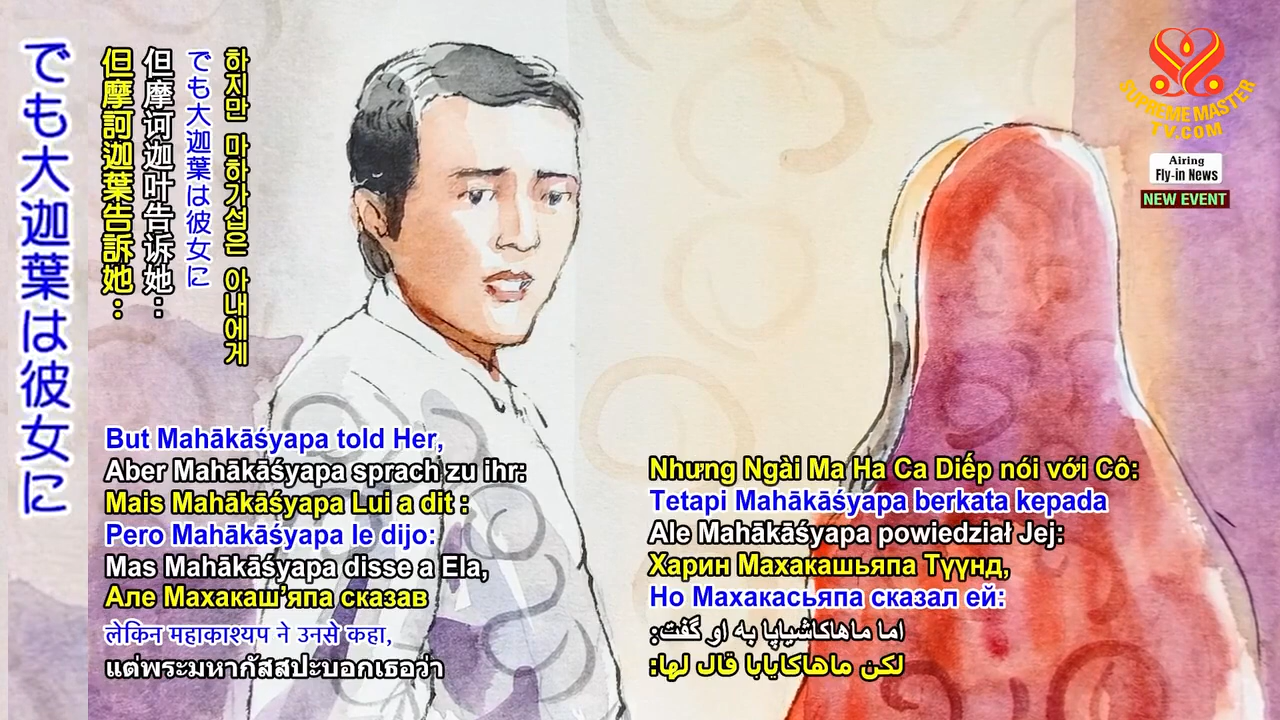 でも大迦葉は彼女に
但摩訶迦葉告訴她：
但摩诃迦叶告诉她：
でも大迦葉は彼女に
하지만 마하가섭은 아내에게
But Mahākāśyapa told Her,
Aber Mahākāśyapa sprach zu ihr:
Mais Mahākāśyapa Lui a dit :
Pero Mahākāśyapa le dijo:
Mas Mahākāśyapa disse a Ela,
Але Махакаш’япа сказав
लेकिन महाकाश्यप ने उनसे कहा,
แต่พระมหากัสสปะบอกเธอว่า
Nhưng Ngài Ma Ha Ca Diếp nói với Cô:
Tetapi Mahākāśyapa berkata kepada
Ale Mahākāśyapa powiedział Jej:
Харин Махакашьяпа Түүнд,
Но Махакасьяпа сказал ей:
اما ماهاکاشیاپا به او گفت:
لكن ماهاكايابا قال لها:
SUPREME MASTER
TV.COM
Airing
Fly-in News
NEW EVENT